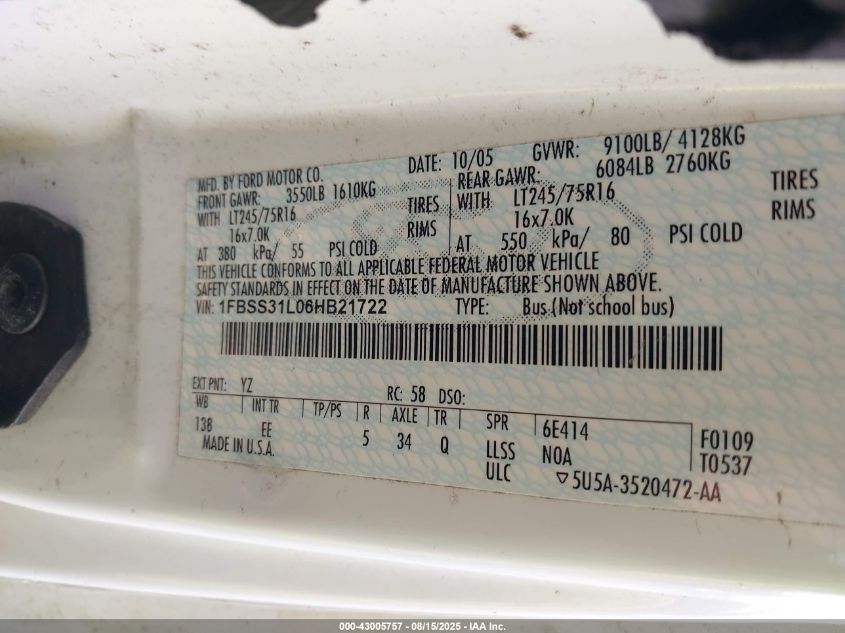 MFD. BY FORD MOTOR CO. DATE: 10/05 GVWR: 9100LB/ 4128KG
FRONT GAWR: 3550LB 1610KG REAR GAWR: 6084LB 2760KG
WITH LT245/75R16 TIRES WITH LT245/75R16 TIRES
16x7.0K RIMS 16x7.0K RIMS
AT 380 kPa/ 55 PSI COLD AT 550 kPa/ 80 PSI COLD
THIS VEHICLE CONFORMS TO ALL APPLICABLE FEDERAL MOTOR VEHICLE
SAFETY STANDARDS IN EFFECT ON THE DATE OF MANUFACTURE SHOWN ABOVE.
VIN: 1FBSS31L06HB21722 TYPE: Bus (Not school bus)
EXT PNT: YZ RC: 58 DSO:
WB INT TR TP/PS R AXLE TR SPR 6E414 F0109
138 EE 5 34 Q LLSS NOA T0537
MADE IN U.S.A. ULC ▽5U5A-3520472-AA
000-43005757 - 08/15/2025 - IAA Inc.